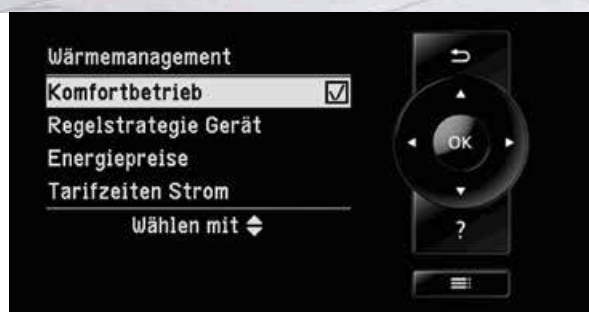 Wärmemanagement
Komfortbetrieb
Regelstrategie Gerät
Energiepreise
Tarifzeiten Strom
Wählen mit
OK
?